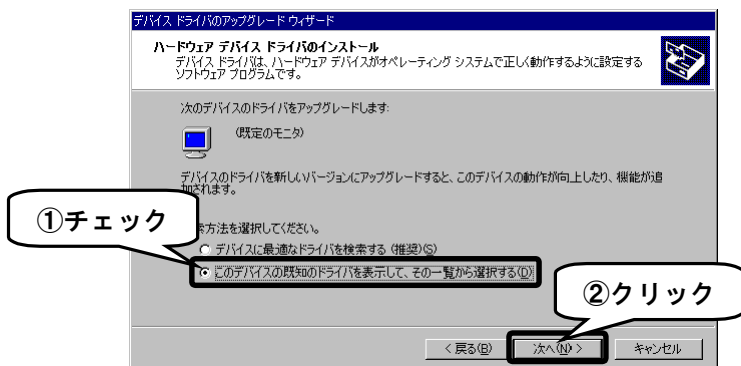 デバイス ドライバのアップグレード ウィザード
ハードウェア デバイス ドライバのインストール
デバイス ドライバは、ハードウェア デバイスがオペレーティング システムで正しく動作するように設定する
ソフトウェア プログラムです。
次のデバイスのドライバをアップグレードします:
(既定のモニタ)
デバイスのドライバを新しいバージョンにアップグレードすると、このデバイスの動作が向上したり、機能が追
加されます。
①チェック
索方法を選択してください。
デバイスに最適なドライバを検索する (推奨)(S)
このデバイスの既知のドライバを表示して、その一覧から選択する(D)
②クリック
< 戻る(B)
次へ(N) >
キャンセル